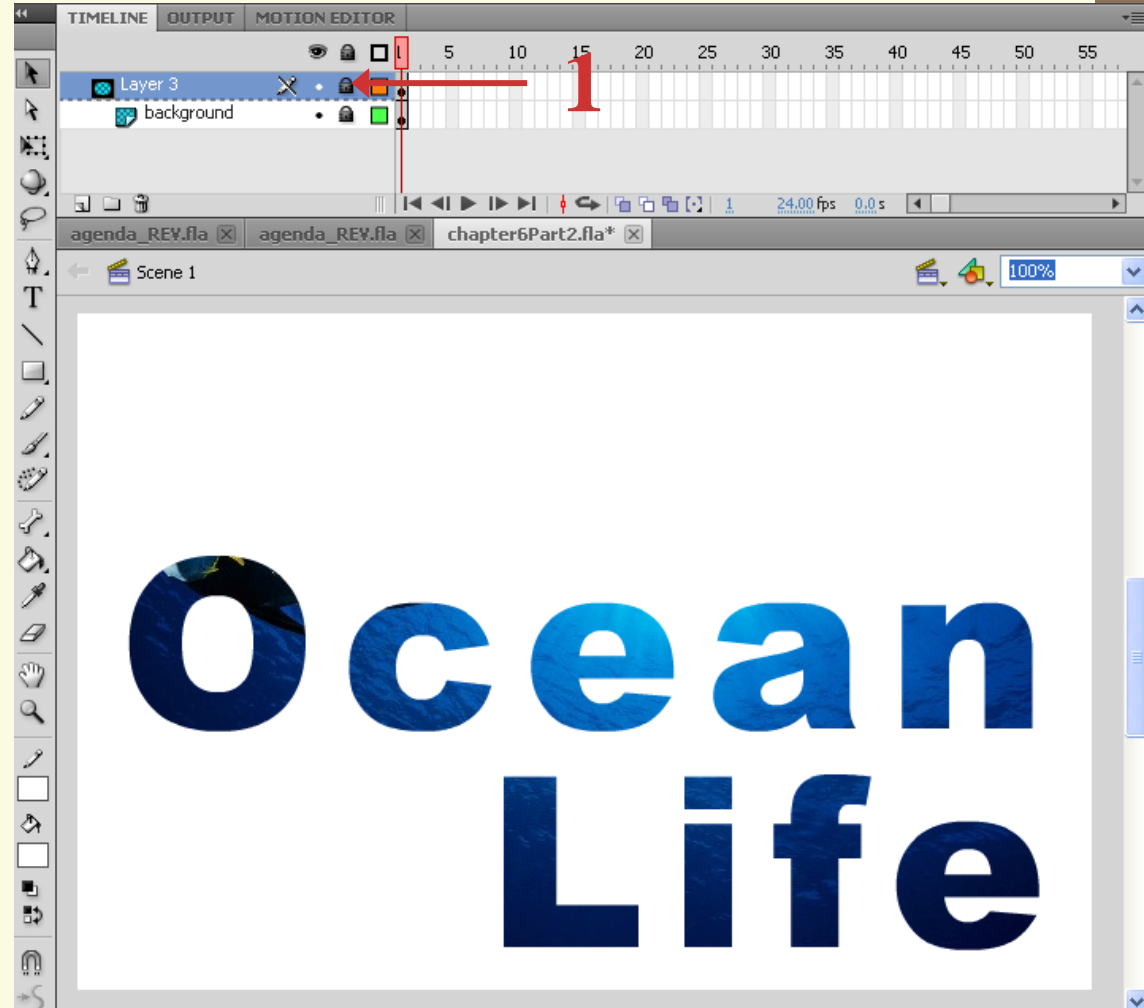 TIMELINE OUTPUT MOTION EDITOR
1 5 10 15 20 25 30 35 40 45 50 55
Layer 3
1
background
1 24.00 fps 0.0 s
agenda_REV.fla agenda_REV.fla chapter6Part2.fla*
Scene 1 100%
T
Ocean
Life